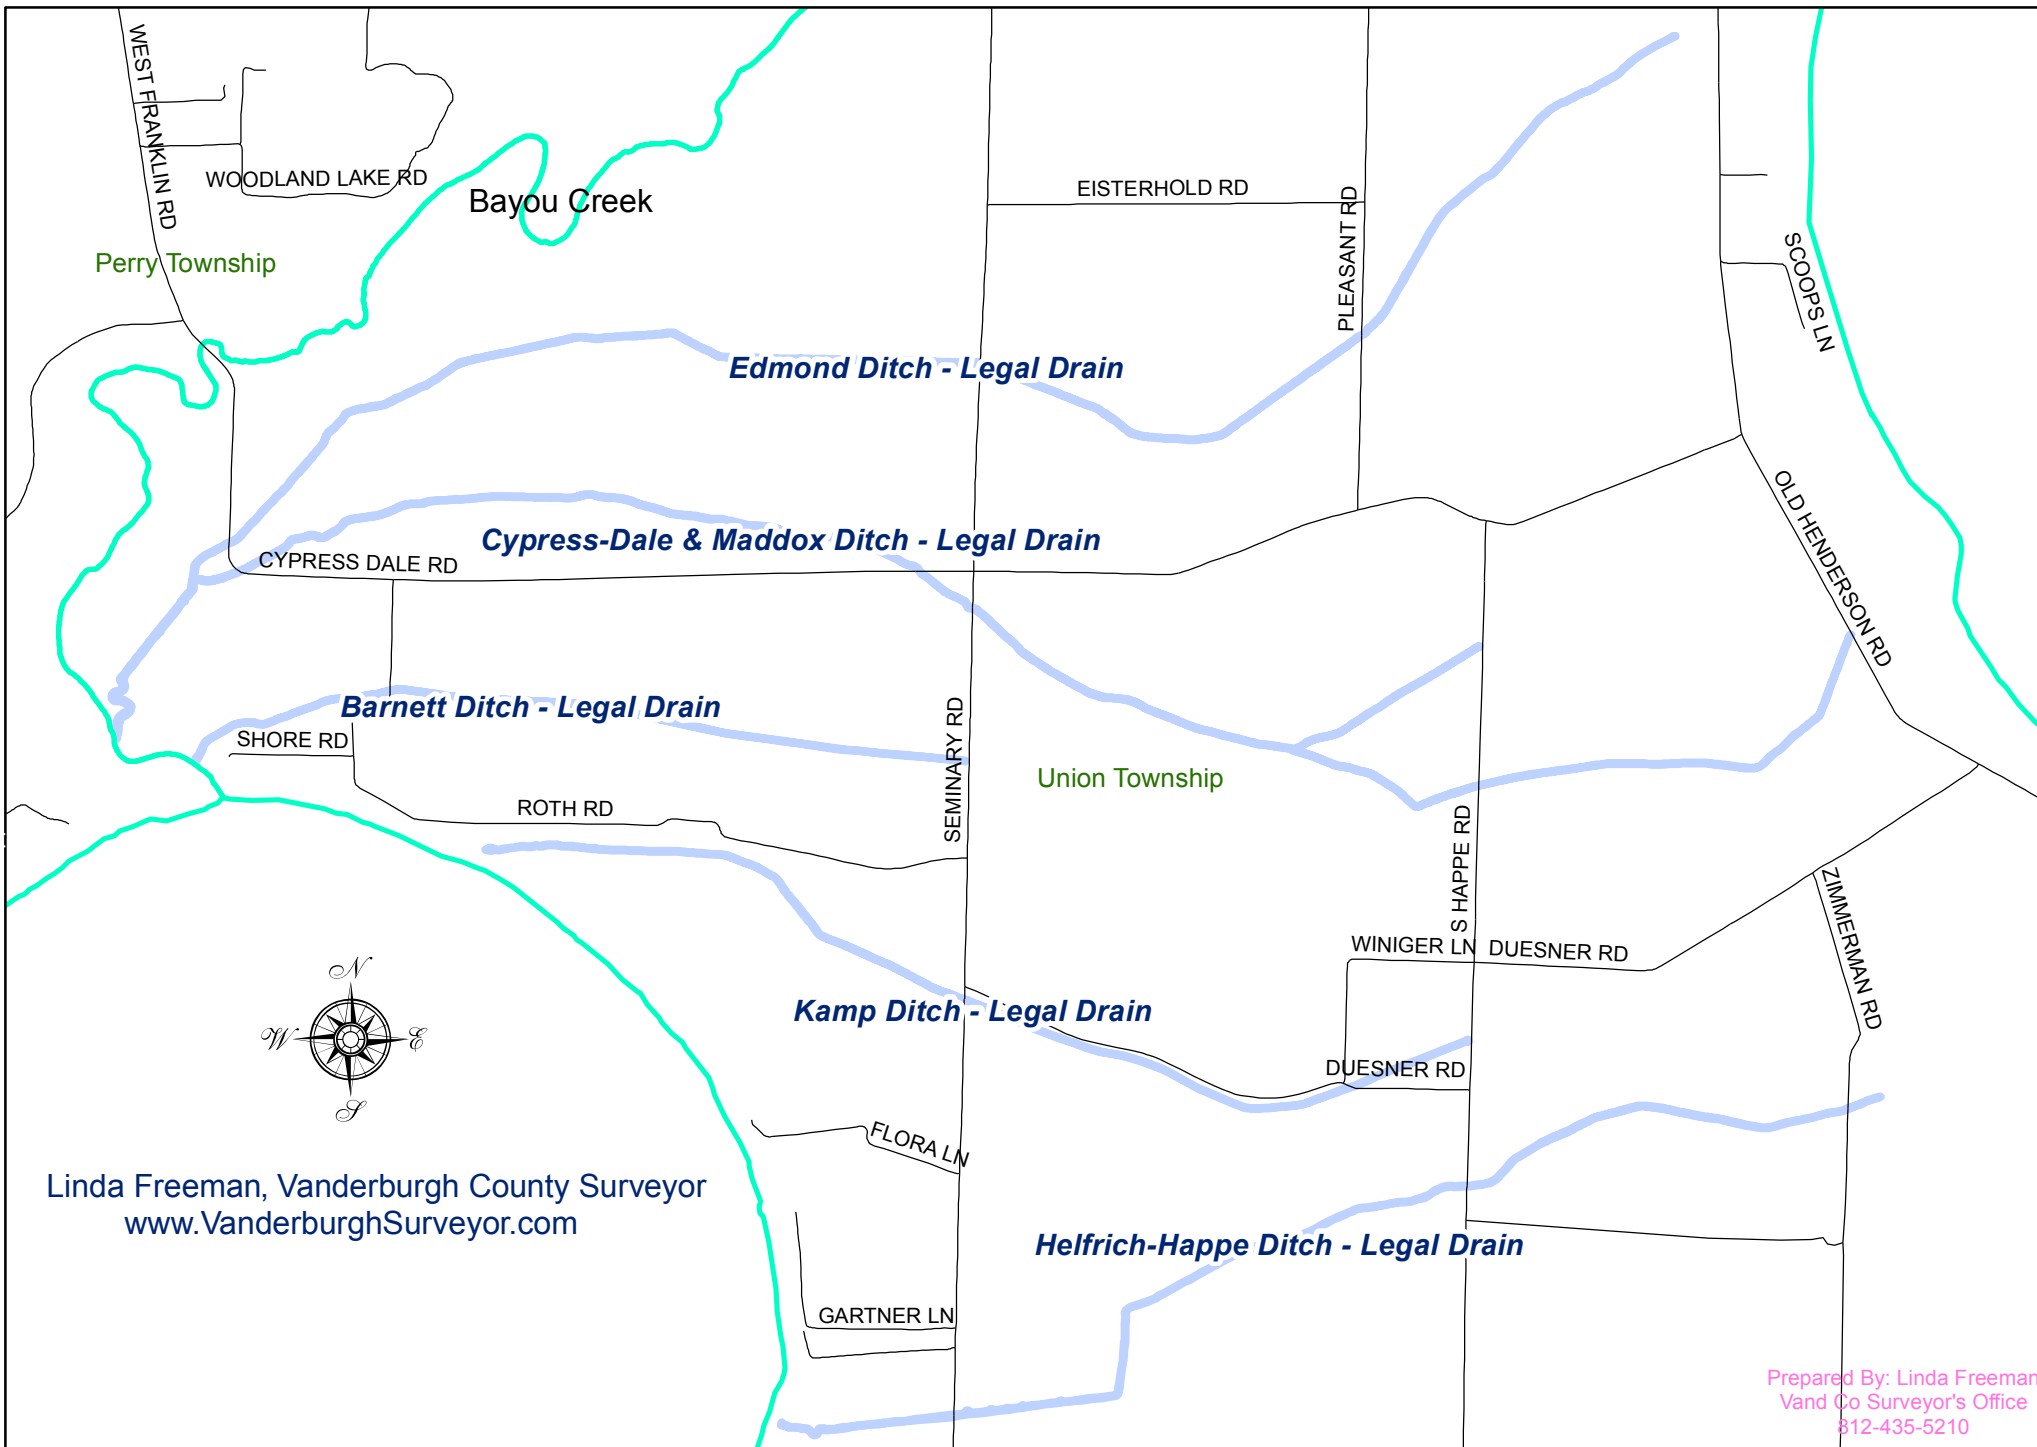 WEST FRANKLIN RD
WOODLAND LAKE RD
Bayou Creek
EISTERHOLD RD
PLEASANT RD
Perry Township
SCOOPS LN
Edmond Ditch - Legal Drain
OLD HENDERSON RD
Cypress-Dale & Maddox Ditch - Legal Drain
CYPRESS DALE RD
Barnett Ditch - Legal Drain
SHORE RD
SEMINARY RD
Union Township
ROTH RD
S HAPPE RD
ZIMMERMAN RD
WINIGER LN
DUESNER RD
N
W
E
S
Kamp Ditch - Legal Drain
DUESNER RD
FLORA LN
Linda Freeman, Vanderburgh County Surveyor
www.VanderburghSurveyor.com
Helfrich-Happe Ditch - Legal Drain
GARTNER LN
Prepared By: Linda Freeman
Vand Co Surveyor's Office
812-435-5210